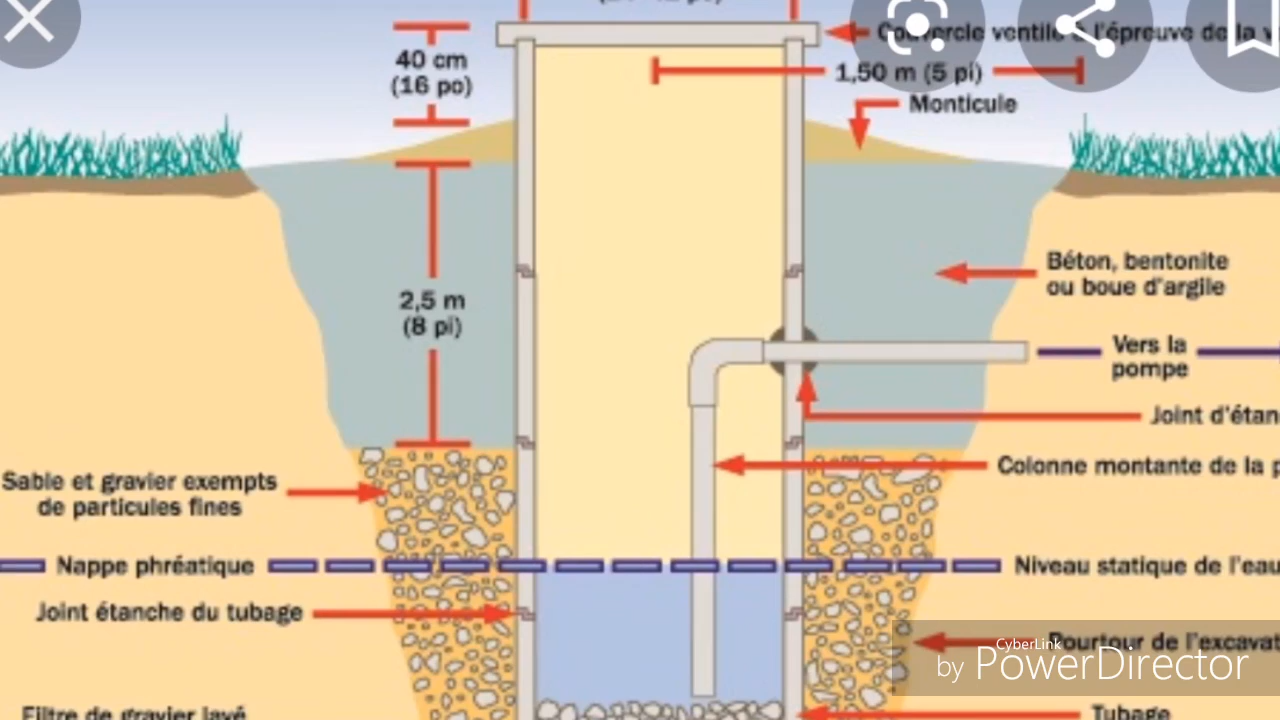 40 cm
(16 po)
Couvercle ventilé à l'épreuve de la v
1,50 m (5 pi)
Monticule
2,5 m
(8 pi)
Béton, bentonite
ou boue d'argile
Vers la
pompe
Joint d'étan
Colonne montante de la p
Sable et gravier exempts
de particules fines
Nappe phréatique
Niveau statique de l'eau
Joint étanche du tubage
Pourtour de l'excavat
Filtre de gravier lavé
Tubage
CyberLink
by PowerDirector